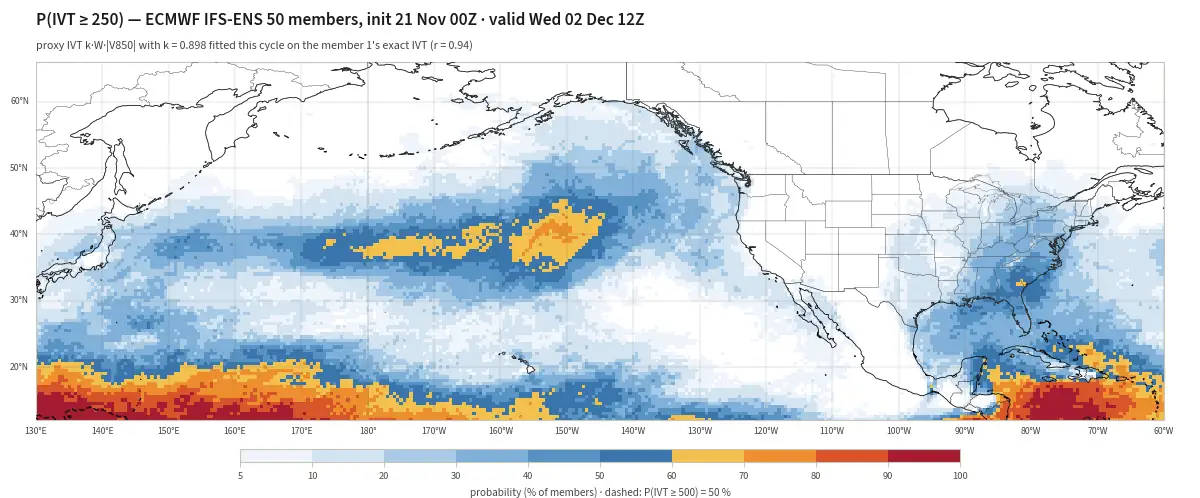 P(IVT ≥ 250) — ECMWF IFS-ENS 50 members, init 21 Nov 00Z · valid Wed 02 Dec 12Z
proxy IVT k·W·|V850| with k = 0.898 fitted this cycle on the member 1's exact IVT (r = 0.94)
60°N
50°N
40°N
30°N
20°N
130°E 140°E 150°E 160°E 170°E 180° 170°W 160°W 150°W 140°W 130°W 120°W 110°W 100°W 90°W 80°W 70°W 60°W
5 10 20 30 40 50 60 70 80 90 100
probability (% of members) · dashed: P(IVT ≥ 500) = 50 %